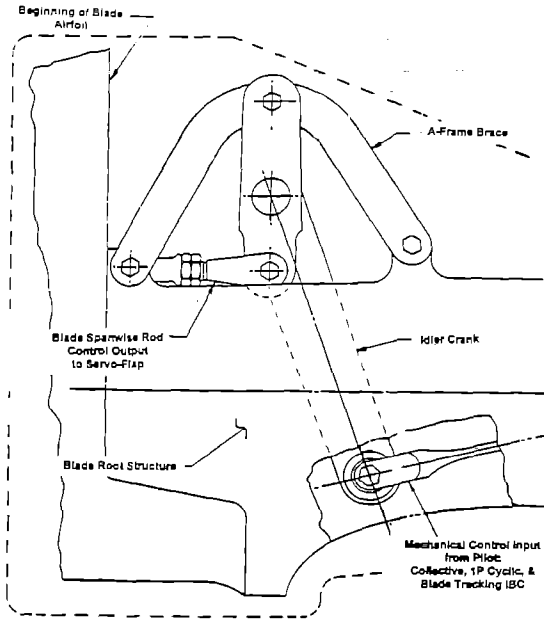 Beginning of Blade
Airfoil
A-Frame Brace
Blade Spanwise Rod
Control Output
to Servo-Flap
Idler Crank
Blade Root Structure
Mechanical Control Input
from Pilot:
Collective, 1P Cyclic, &
Blade Tracking IBC